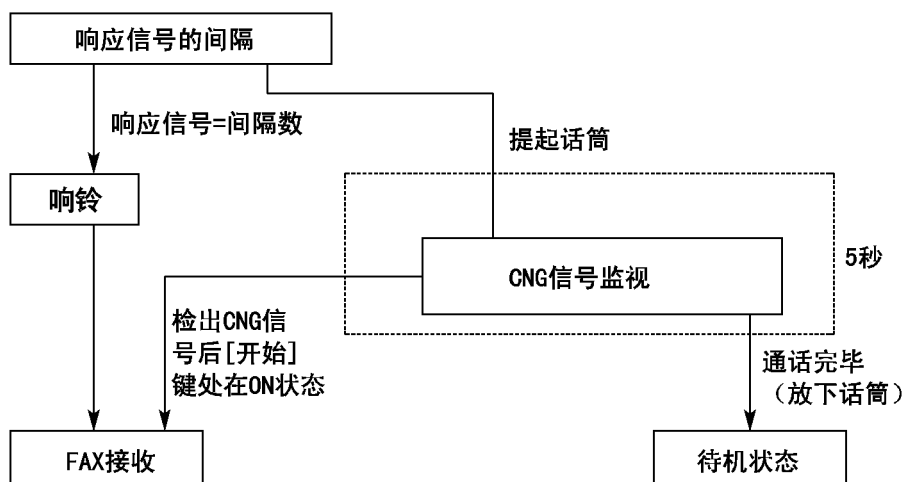 响应信号的间隔
响应信号=间隔数
提起话筒
响铃
5秒
CNG信号监视
检出CNG信
号后[开始]
键处在ON状态
通话完毕
（放下话筒）
FAX接收
待机状态